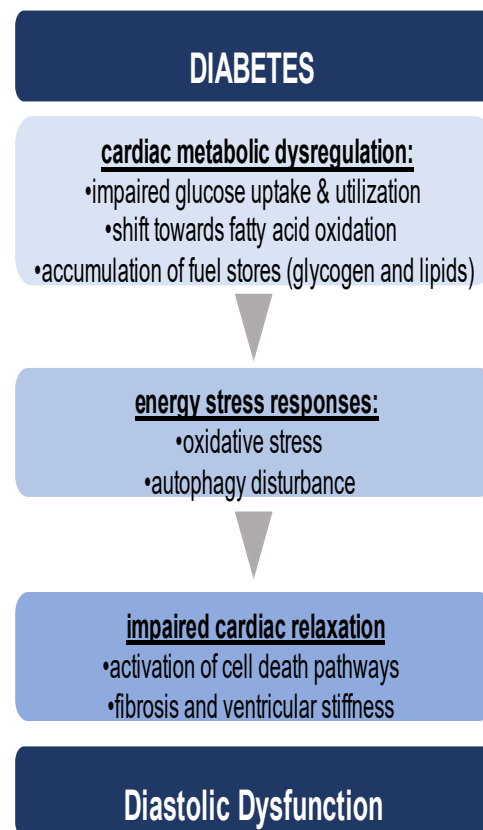 DIABETES
cardiac metabolic dysregulation:
•impaired glucose uptake & utilization
•shift towards fatty acid oxidation
•accumulation of fuel stores (glycogen and lipids)
energy stress responses:
•oxidative stress
•autophagy disturbance
impaired cardiac relaxation
•activation of cell death pathways
•fibrosis and ventricular stiffness
Diastolic Dysfunction